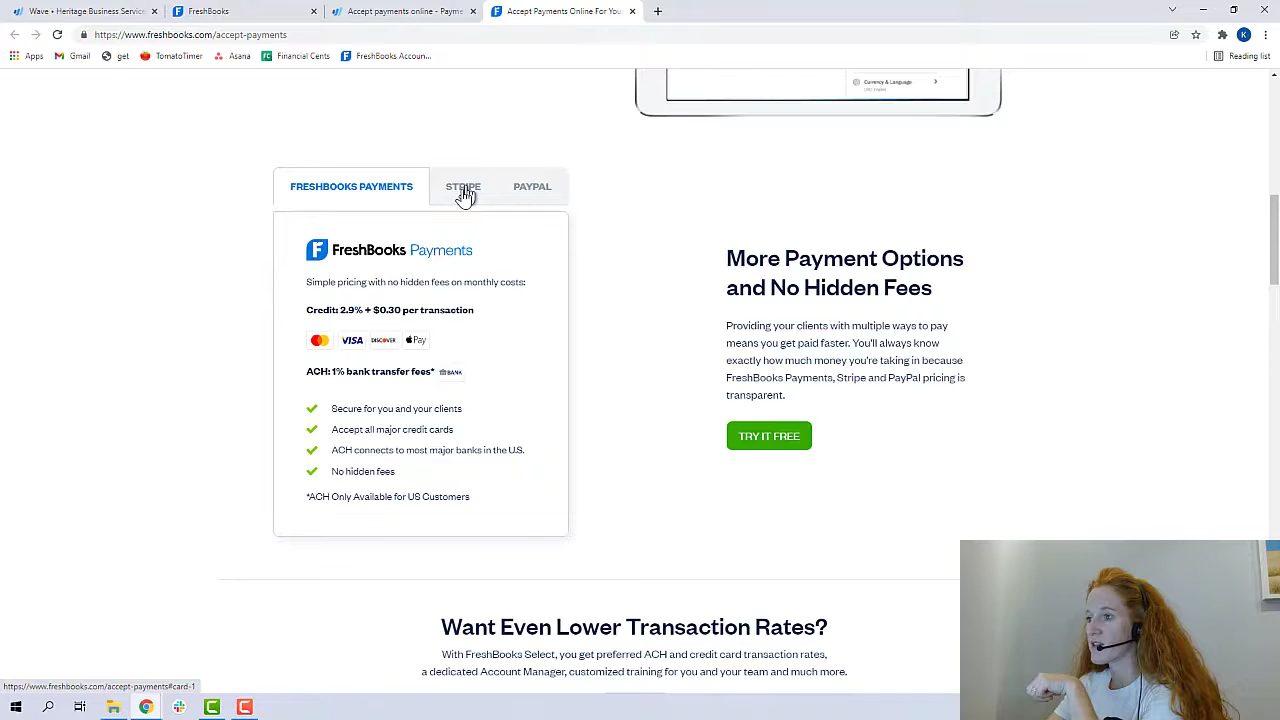 Wave • Heritage Business Service
FreshBooks
Accept payments online - Paymen
Accept Payments Online For You
https://www.freshbooks.com/accept-payments
K
Apps
Gmail
get
TomatoTimer
Asana
Financial Cents
FreshBooks Accoun...
Reading list
Currency & Language
FRESHBOOKS PAYMENTS
STRIPE
PAYPAL
FreshBooks Payments
Simple pricing with no hidden fees on monthly costs:
Credit: 2.9% + $0.30 per transaction
VISA DISCOVER Pay
ACH: 1% bank transfer fees* BANK
Secure for you and your clients
Accept all major credit cards
ACH connects to most major banks in the U.S.
No hidden fees
*ACH Only Available for US Customers
More Payment Options
and No Hidden Fees
Providing your clients with multiple ways to pay
means you get paid faster. You'll always know
exactly how much money you're taking in because
FreshBooks Payments, Stripe and PayPal pricing is
transparent.
TRY IT FREE
Want Even Lower Transaction Rates?
With FreshBooks Select, you get preferred ACH and credit card transaction rates,
a dedicated Account Manager, customized training for you and your team and much more.
https://www.freshbooks.com/accept-payments#card-1